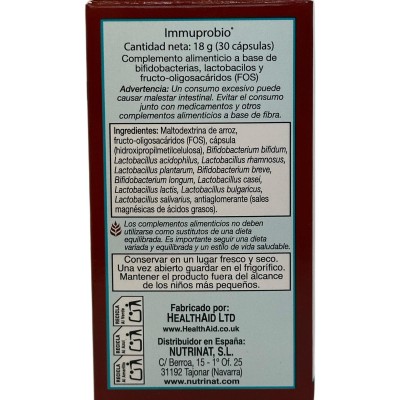 Immuprobio*
Cantidad neta: 18 g (30 cápsulas)
Complemento alimenticio a base de
bifidobacterias, lactobacilos y
fructo-oligosacáridos (FOS)
Advertencia: Un consumo excesivo puede
causar malestar intestinal. Evitar el consumo
junto con medicamentos y otros
complementos alimenticios a base de fibra.
Ingredientes: Maltodextrina de arroz,
fructo-oligosacáridos (FOS), cápsula
(hidroxipropilmetilcelulosa), Bifidobacterium bifidum,
Lactobacillus acidophilus, Lactobacillus rhamnosus,
Lactobacillus plantarum, Bifidobacterium breve,
Bifidobacterium longum, Lactobacillus casei,
Lactobacillus lactis, Lactobacillus bulgaricus,
Lactobacillus salivarius, antiaglomerante (sales
magnésicas de ácidos grasos).
Los complementos alimenticios no deben
utilizarse como sustitutos de una dieta
equilibrada. Es importante seguir una dieta
variada y equilibrada y un estilo de vida saludable.
Conservar en un lugar fresco y seco.
Una vez abierto guardar en el frigorífico.
Mantener el producto fuera del alcance
de los niños más pequeños.
Fabricado por:
HEALTHAID LTD
www.HealthAid.co.uk
Distribuidor en España:
NUTRINAT, S.L.
C/ Berroa, 15 - 1º Of. 25
31192 Tajonar (Navarra)
www.nutrinat.com
RECICLA
RECICLA
RECICLA